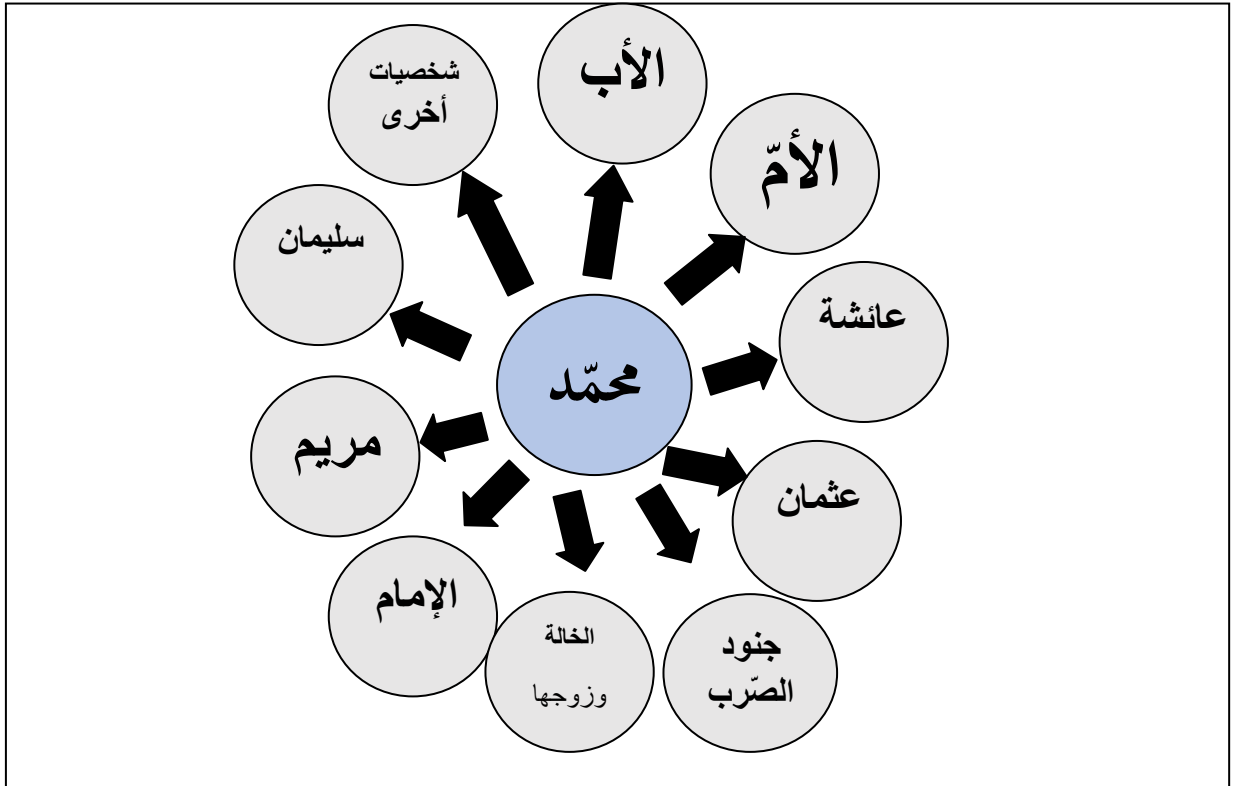 شخصيات
أخرى
الأب
الأمّ
سليمان
عائشة
محمّد
مريم
عثمان
الإمام
الخالة
وزوجها
جنود
الصّرب